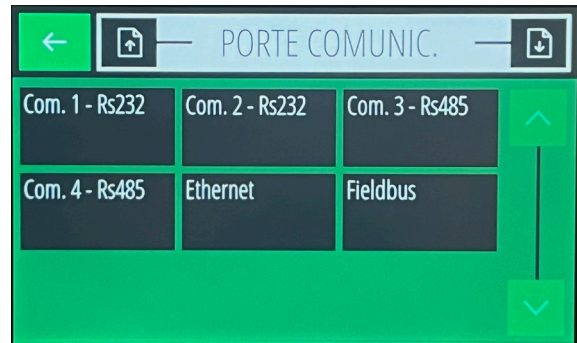 PORTE COMUNIC.
Com. 1 - Rs232
Com. 2 - Rs232
Com. 3 - Rs485
Com. 4 - Rs485
Ethernet
Fieldbus